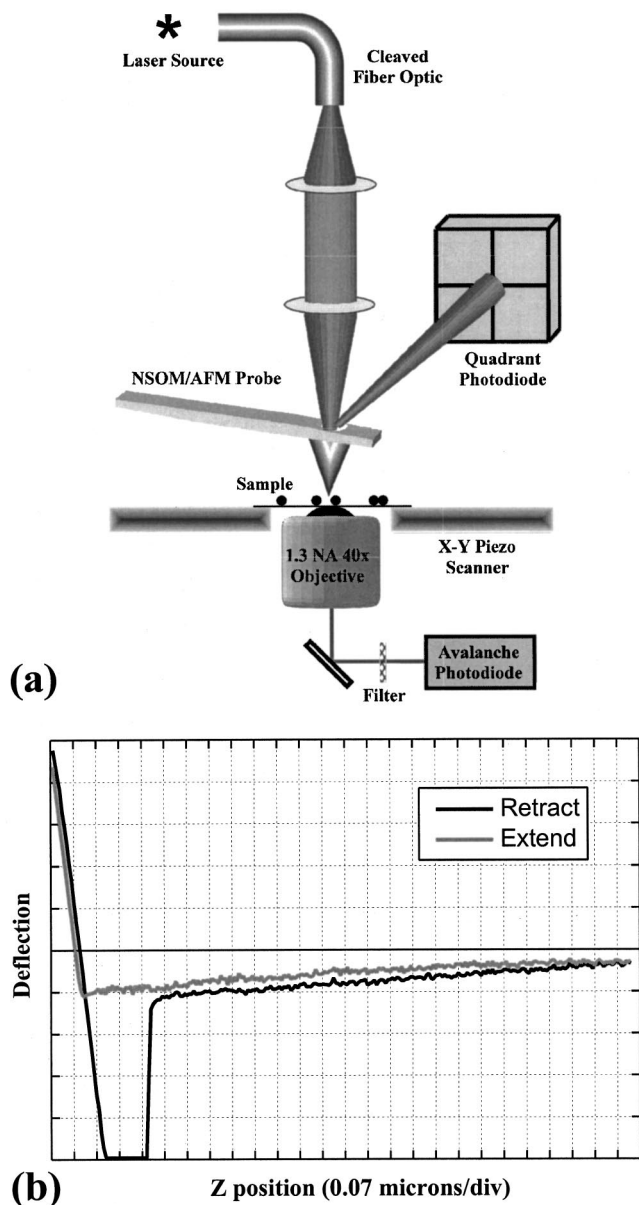 *
Laser Source
Cleaved
Fiber Optic
Quadrant
Photodiode
NSOM/AFM Probe
Sample
1.3 NA 40x
Objective
X-Y Piezo
Scanner
Avalanche
Photodiode
Filter
(a)
Retract
Extend
Deflection
Z position (0.07 microns/div)
(b)